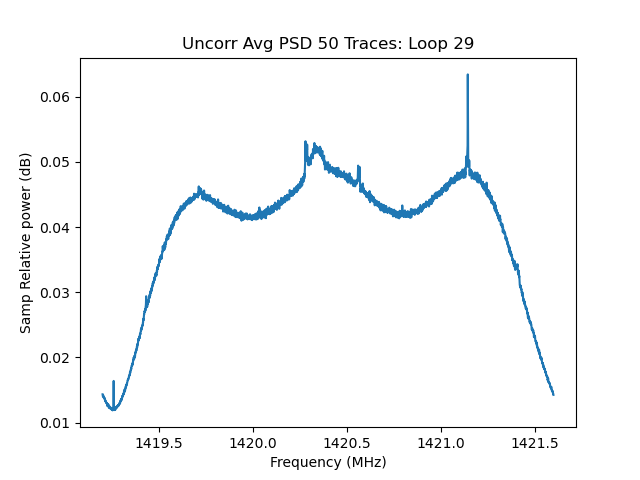 Uncorr Avg PSD 50 Traces: Loop 29
0.06
0.05
0.04
0.03
0.02
0.01
Samp Relative power (dB)
1419.5 1420.0 1420.5 1421.0 1421.5
Frequency (MHz)